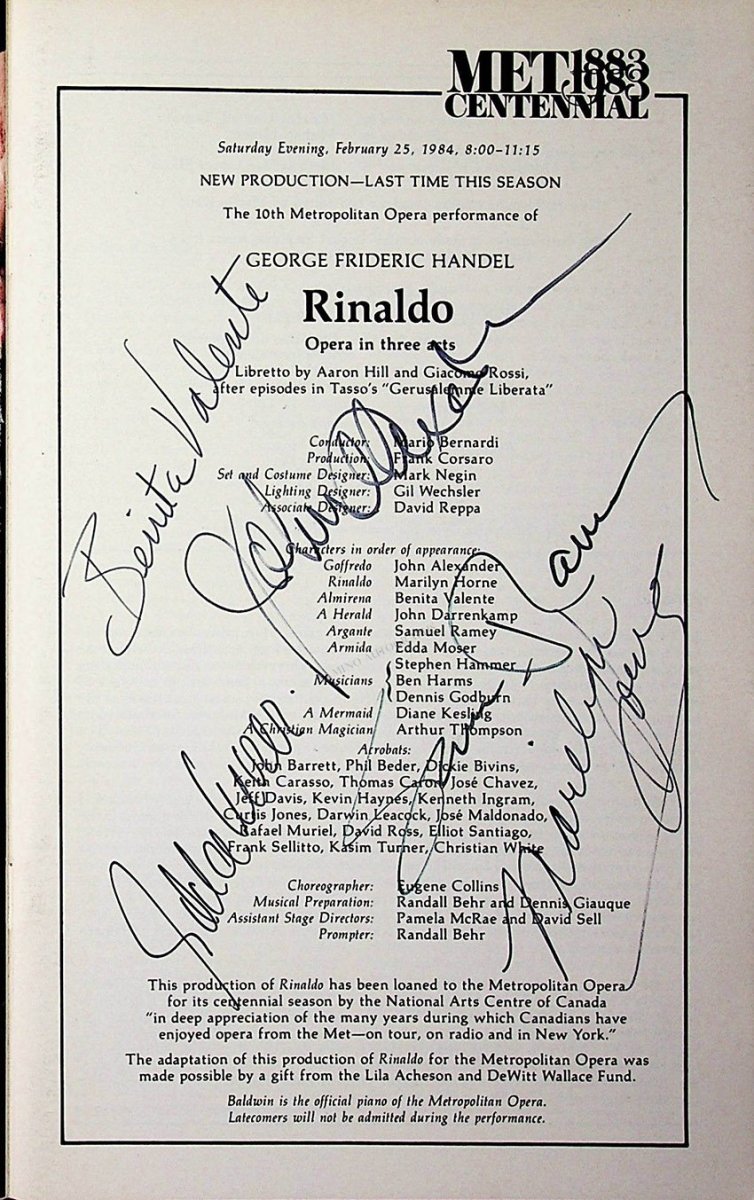 MET 1883
1983
CENTENNIAL
Saturday Evening, February 25, 1984, 8:00–11:15
NEW PRODUCTION—LAST TIME THIS SEASON
The 10th Metropolitan Opera performance of
GEORGE FRIDERIC HANDEL
Rinaldo
Opera in three acts
Libretto by Aaron Hill and Giacomo Rossi,
after episodes in Tasso's "Gerusalemme Liberata"
Conductor: Mario Bernardi
Production: Frank Corsaro
Set and Costume Designer: Mark Negin
Lighting Designer: Gil Wechsler
Associate Designer: David Reppa
Characters in order of appearance:
Goffredo John Alexander
Rinaldo Marilyn Horne
Almirena Benita Valente
A Herald John Darrenkamp
Argante Samuel Ramey
Armida Edda Moser
Stephen Hammer
Musicians Ben Harms
Dennis Godburn
A Mermaid Diane Kesling
A Christian Magician Arthur Thompson
Acrobats:
John Barrett, Phil Beder, Dickie Bivins,
Keith Carasso, Thomas Caron, José Chavez,
Jeff Davis, Kevin Haynes, Kenneth Ingram,
Curtis Jones, Darwin Leacock, José Maldonado,
Rafael Muriel, David Ross, Elliot Santiago,
Frank Sellitto, Kasim Turner, Christian White
Choreographer: Eugene Collins
Musical Preparation: Randall Behr and Dennis Giauque
Assistant Stage Directors: Pamela McRae and David Sell
Prompter: Randall Behr
This production of Rinaldo has been loaned to the Metropolitan Opera
for its centennial season by the National Arts Centre of Canada
"in deep appreciation of the many years during which Canadians have
enjoyed opera from the Met—on tour, on radio and in New York."
The adaptation of this production of Rinaldo for the Metropolitan Opera was
made possible by a gift from the Lila Acheson and DeWitt Wallace Fund.
Baldwin is the official piano of the Metropolitan Opera.
Latecomers will not be admitted during the performance.
Benita Valente
John Alexander
Edda Moser
Samuel Ramey
Marilyn Horne